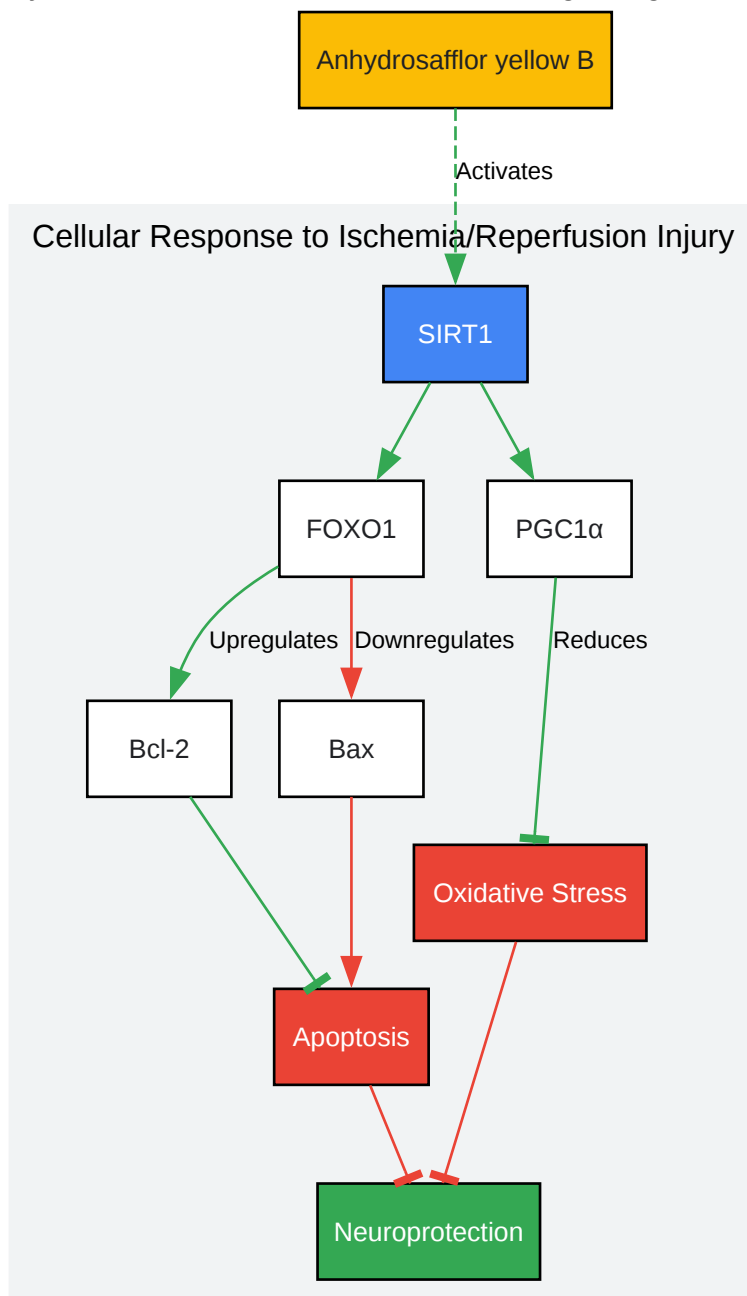 Anhydrosafflor yellow B
Activates
Cellular Response to Ischemia/Reperfusion Injury
SIRT1
FOXO1
PGC1α
Upregulates
Downregulates
Reduces
Bcl-2
Bax
Oxidative Stress
Apoptosis
Neuroprotection